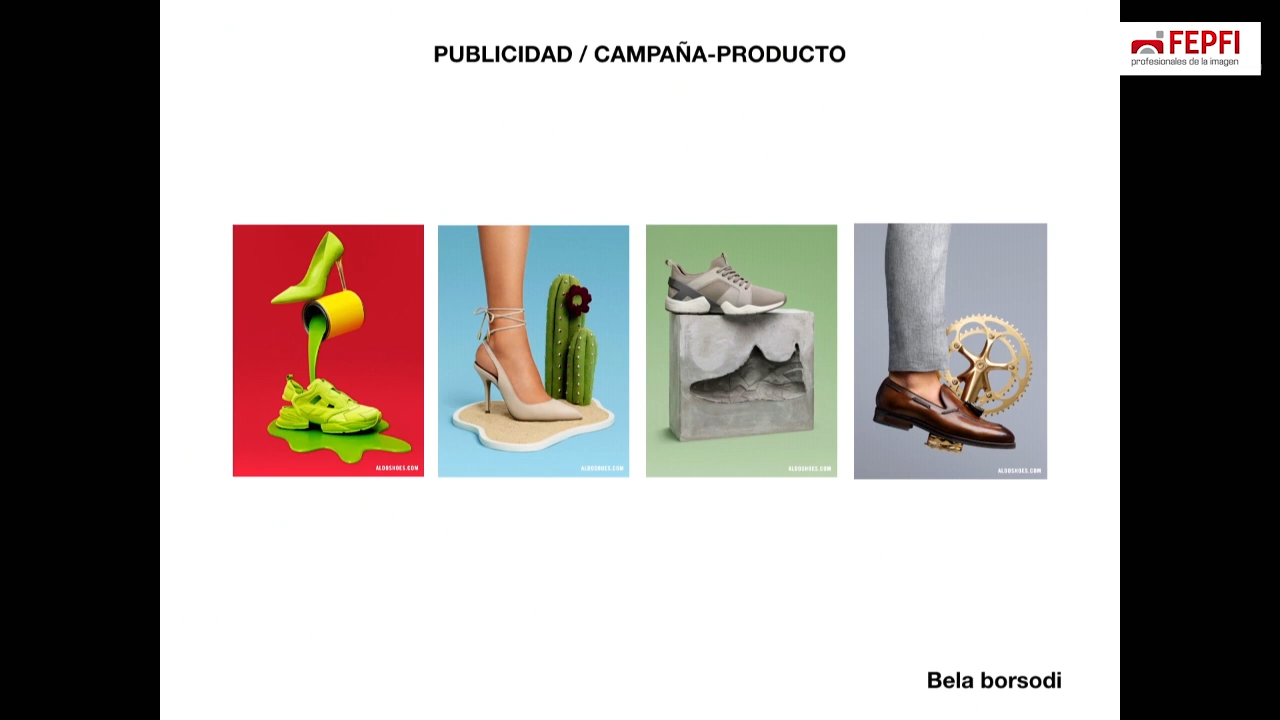 PUBLICIDAD / CAMPAÑA-PRODUCTO
FEPFI
profesionales de la imagen
ALDOSHOES.COM
ALDOSHOES.COM
ALDOSHOES.COM
ALDOSHOES.COM
Bela borsodi